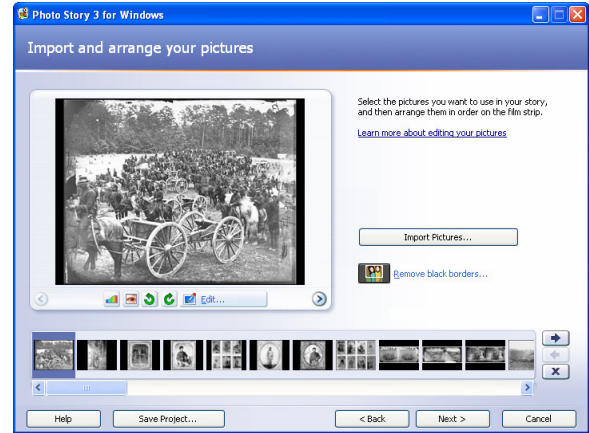 Photo Story 3 for Windows
Import and arrange your pictures
Select the pictures you want to use in your story,
and then arrange them in order on the film strip.
Learn more about editing your pictures
Import Pictures...
Remove black borders...
Edit...
Help
Save Project...
< Back
Next >
Cancel